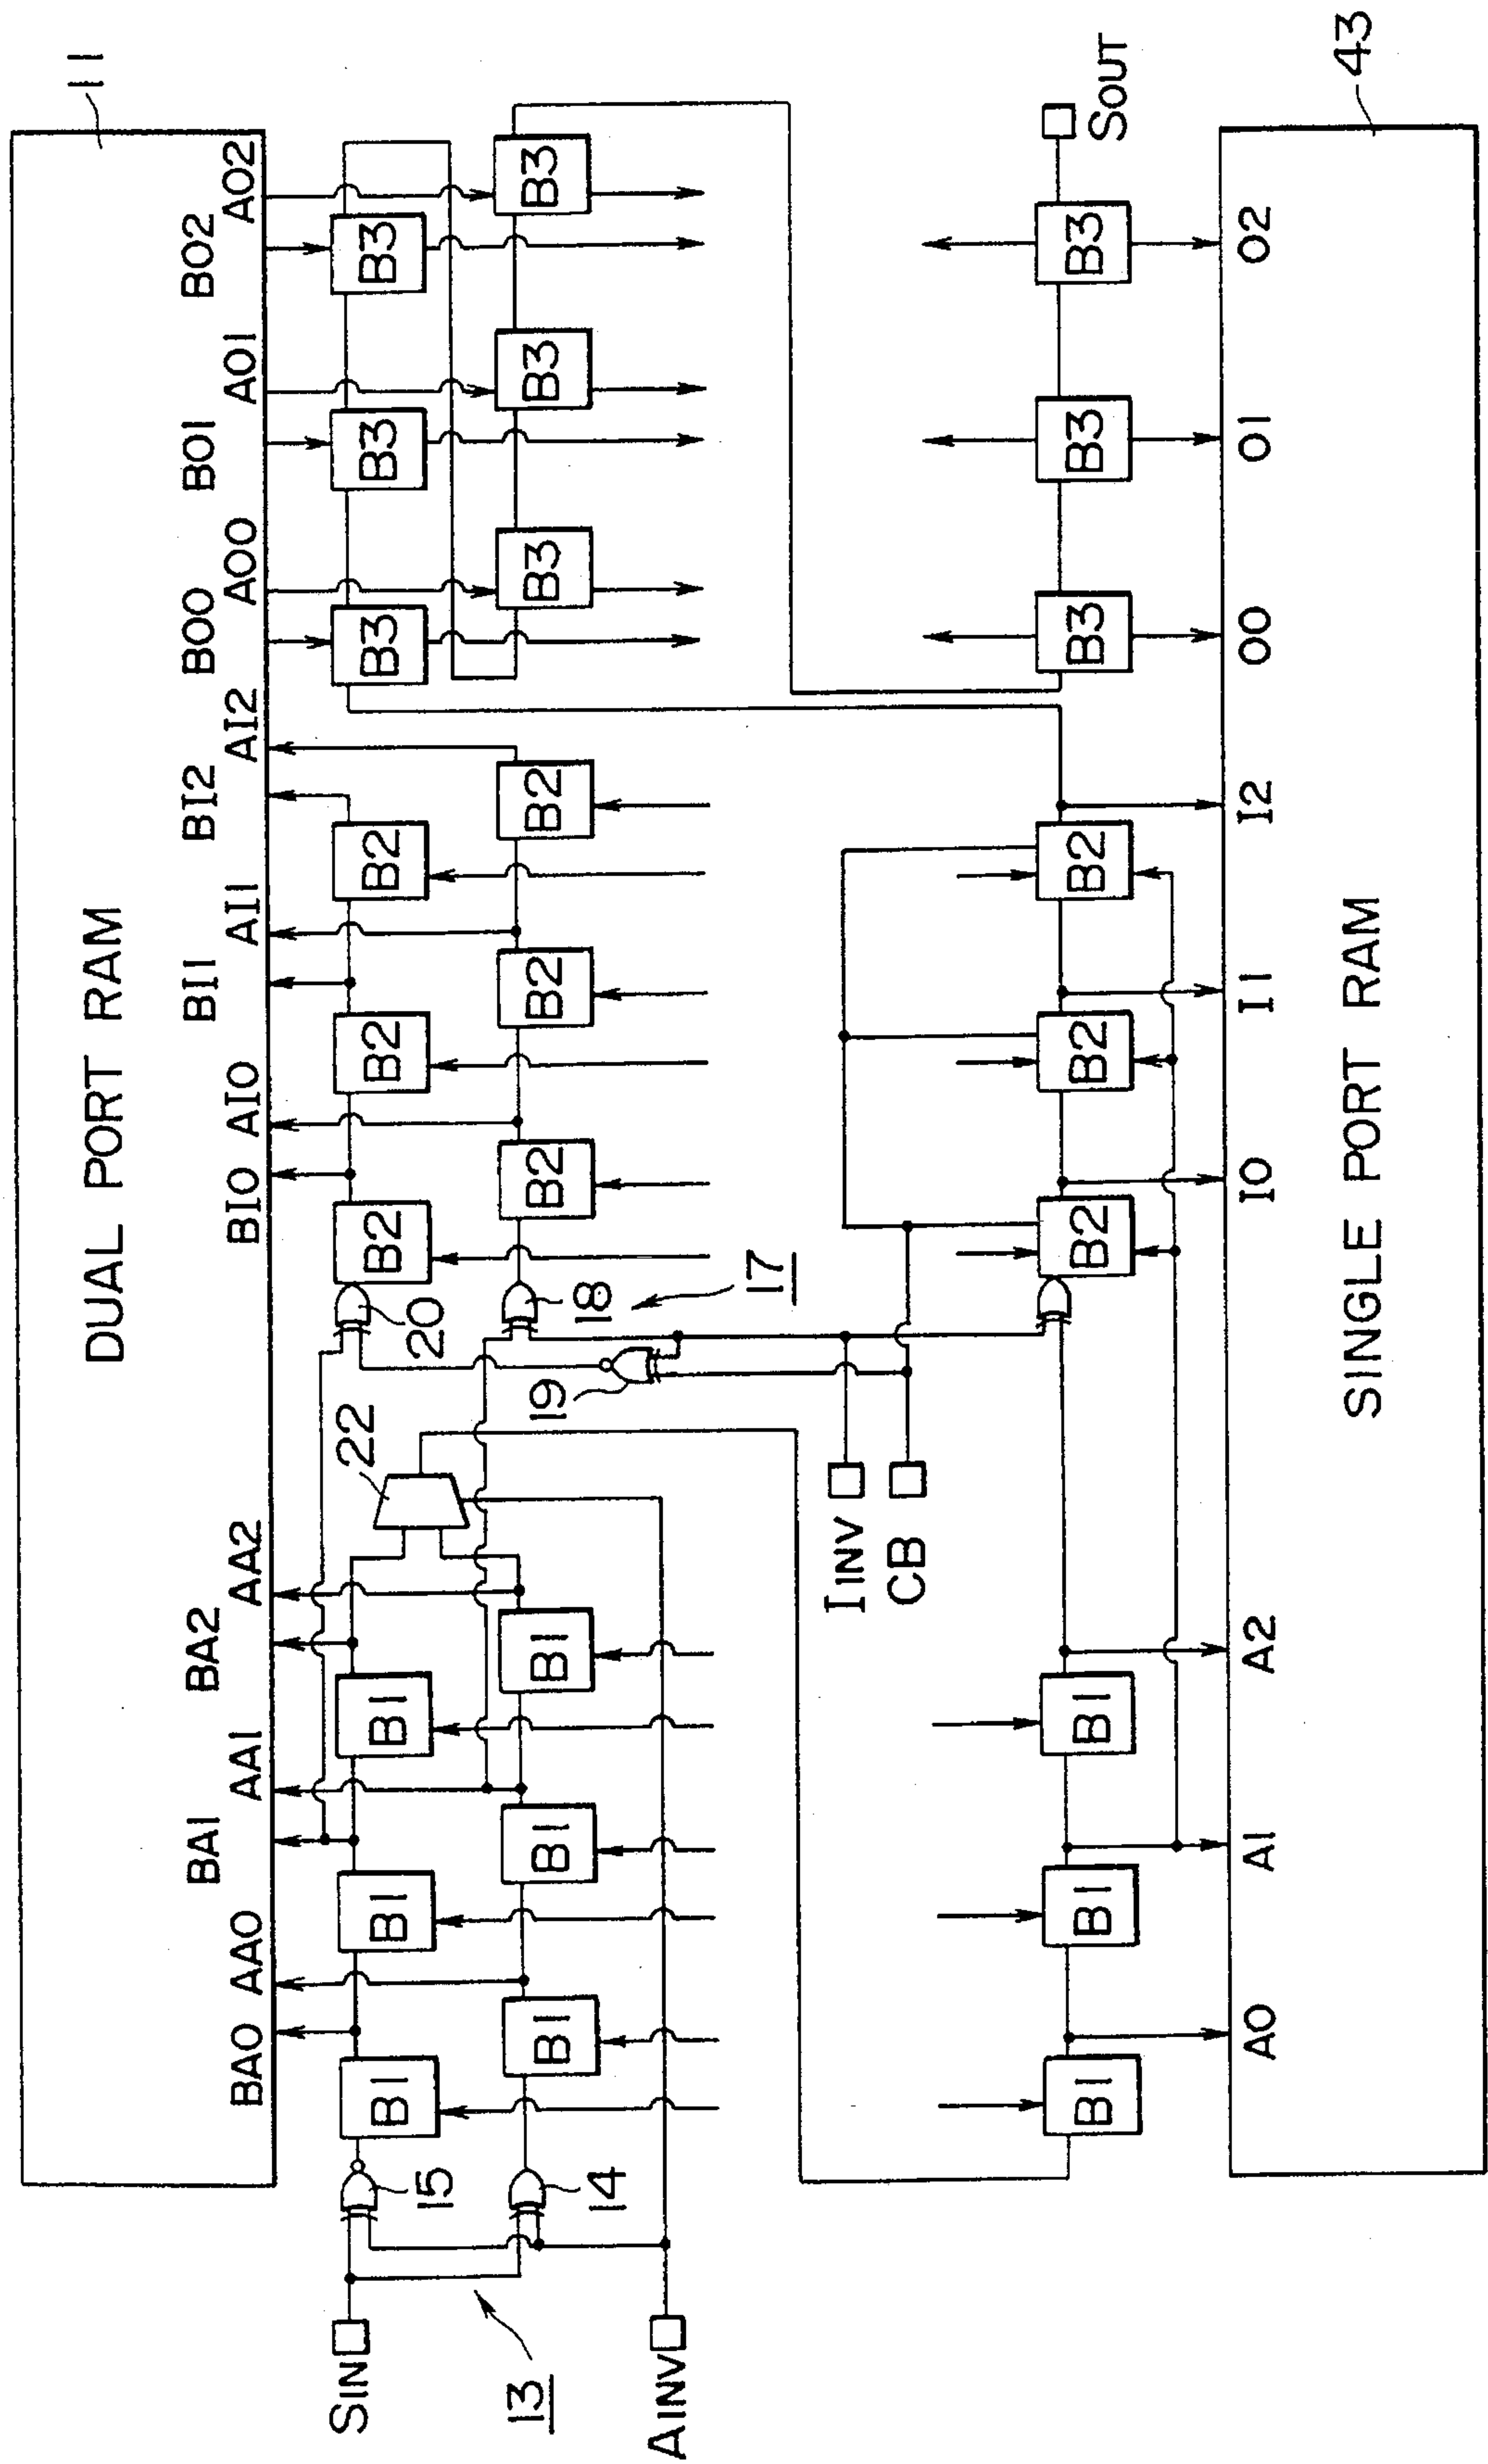 11
DUAL PORT RAM
BA0 AA0 BA1 AA1 BA2 AA2 BI0 AI0 BI1 AI1 BI2 AI2 BO0 AO0 BO1 AO1 BO2 AO2
SIN
15
B1 B1 B1
22
20
B2 B2 B2
B3 B3 B3
13
14
B1 B1 B1
19
18
B2 B2 B2
B3 B3 B3
AINV
17
IINV
CB
B1 B1 B1
B2 B2 B2
B3 B3 B3
SOUT
A0 A1 A2 I0 I1 I2 O0 O1 O2
SINGLE PORT RAM
43